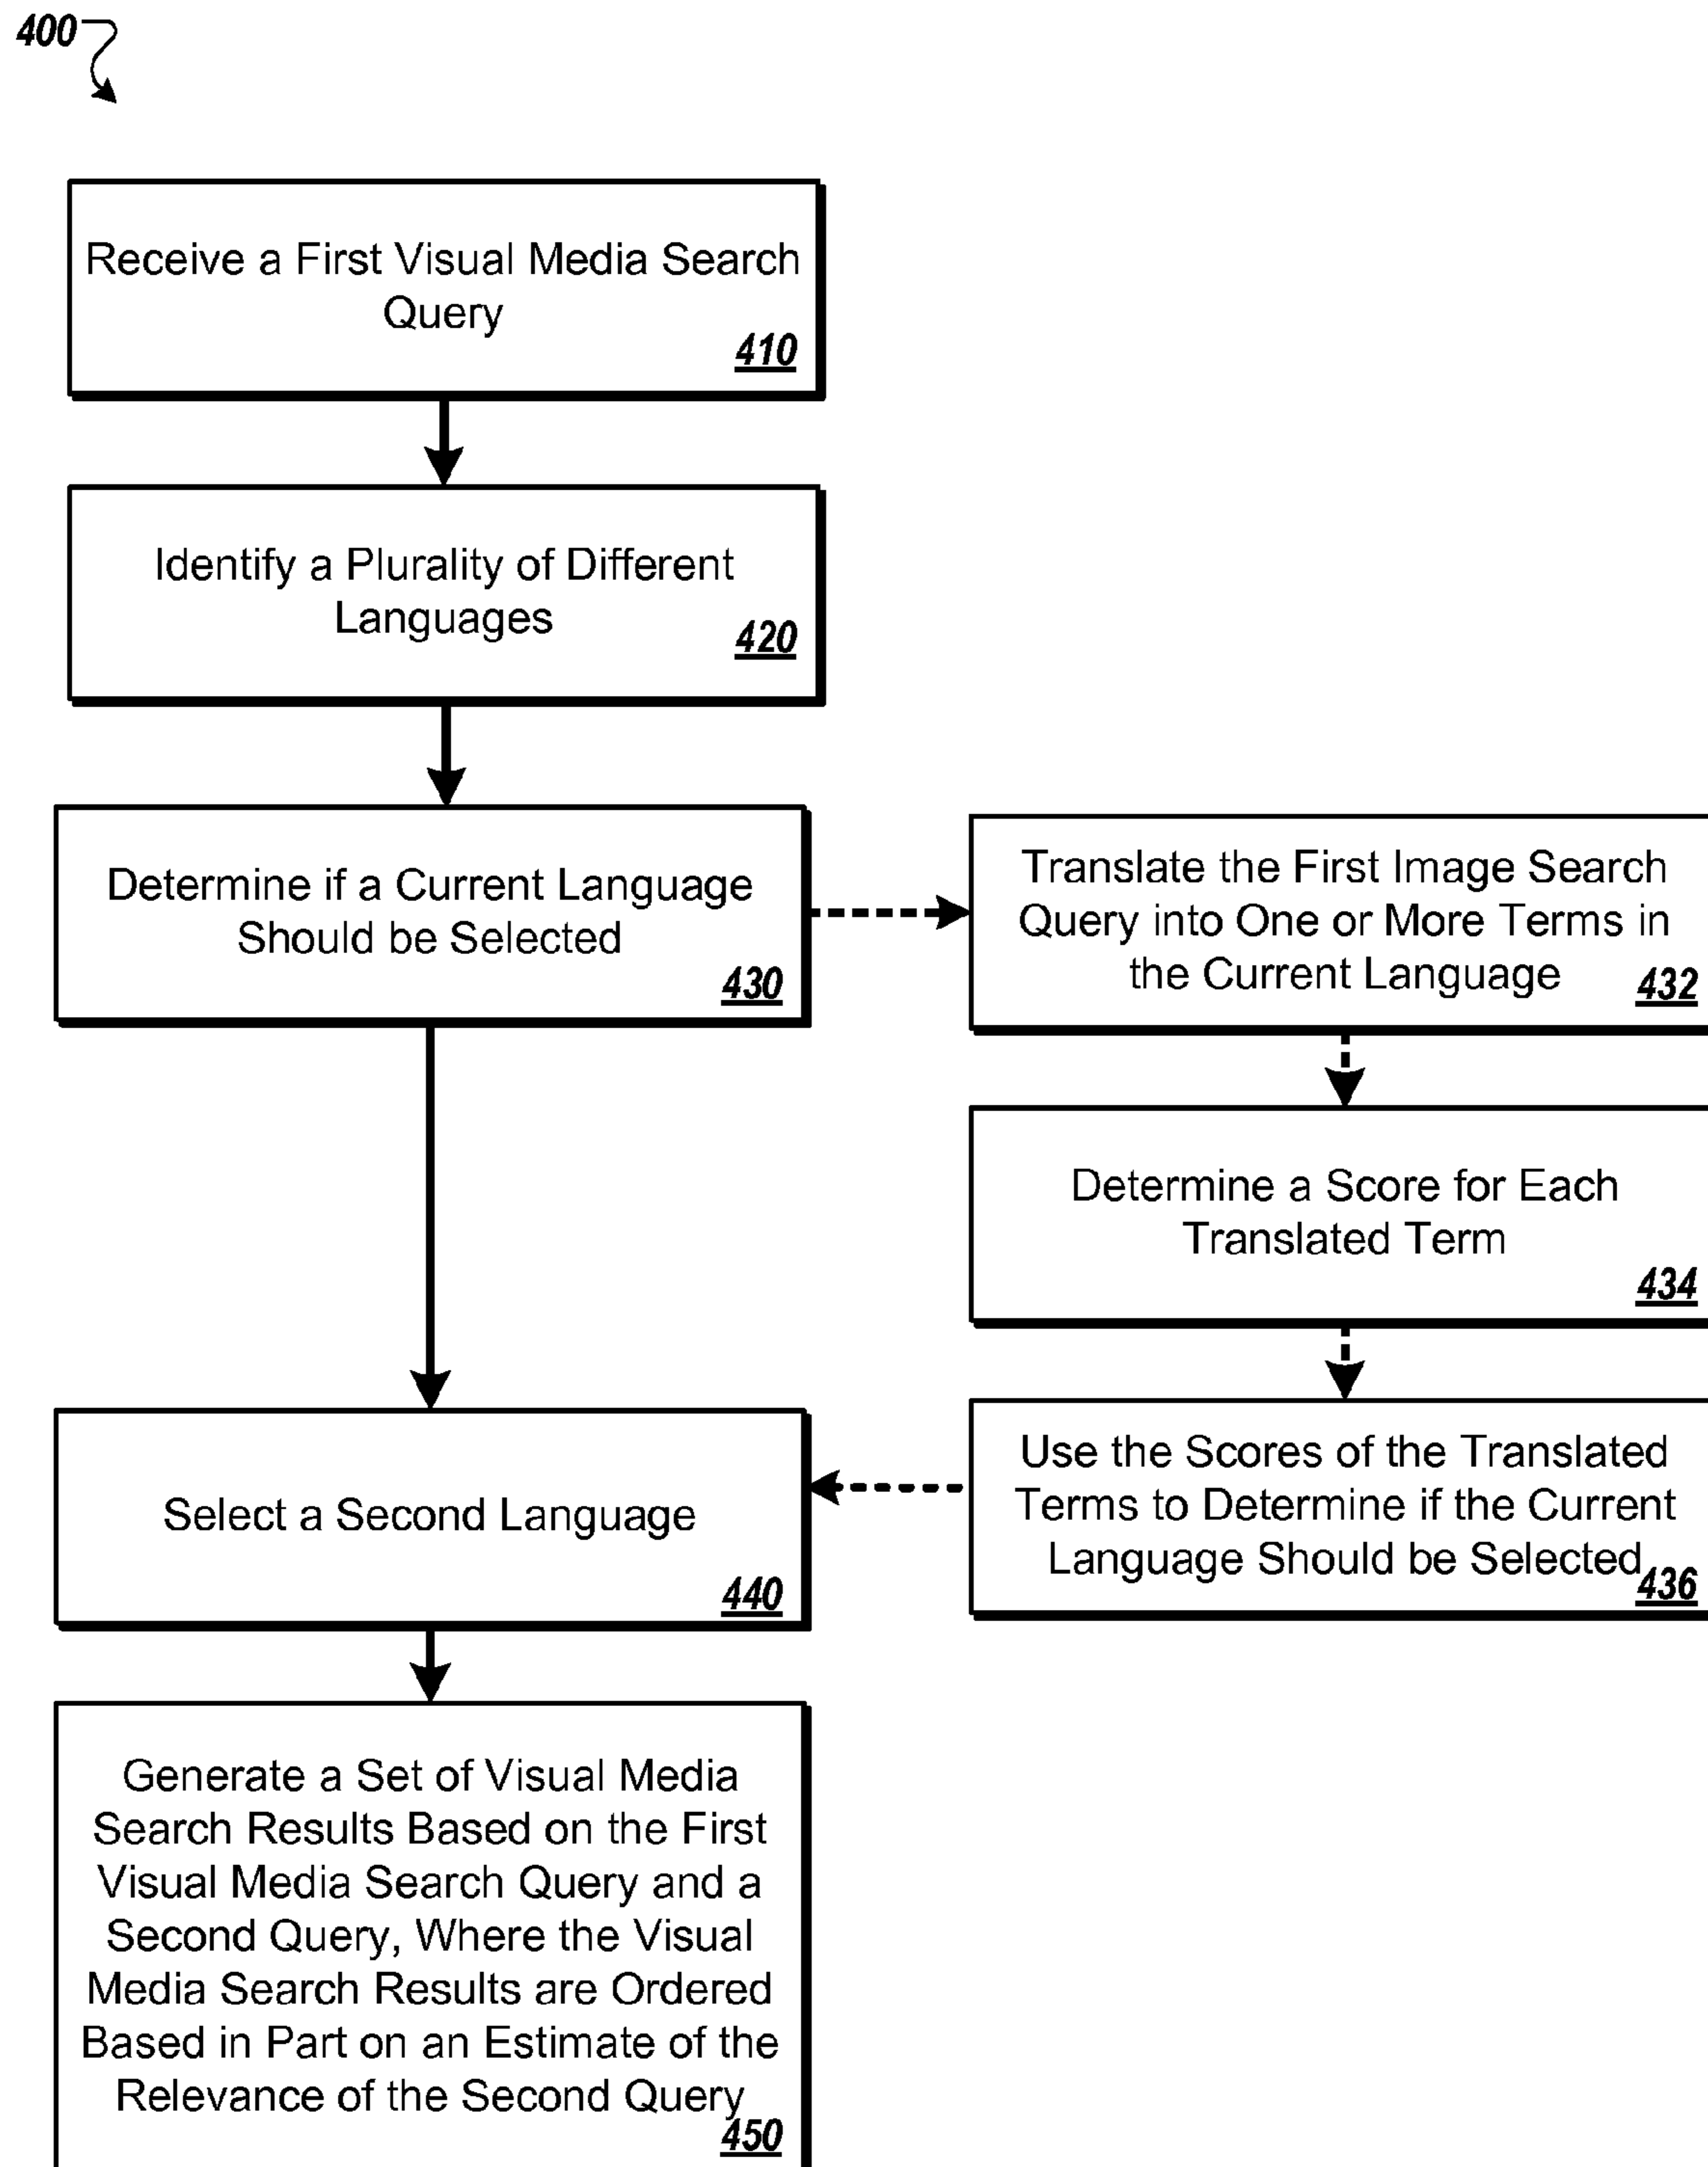 400
Receive a First Visual Media Search
Query
410
Identify a Plurality of Different
Languages
420
Determine if a Current Language
Should be Selected
430
Translate the First Image Search
Query into One or More Terms in
the Current Language
432
Determine a Score for Each
Translated Term
434
Use the Scores of the Translated
Terms to Determine if the Current
Language Should be Selected
436
Select a Second Language
440
Generate a Set of Visual Media
Search Results Based on the First
Visual Media Search Query and a
Second Query, Where the Visual
Media Search Results are Ordered
Based in Part on an Estimate of the
Relevance of the Second Query
450